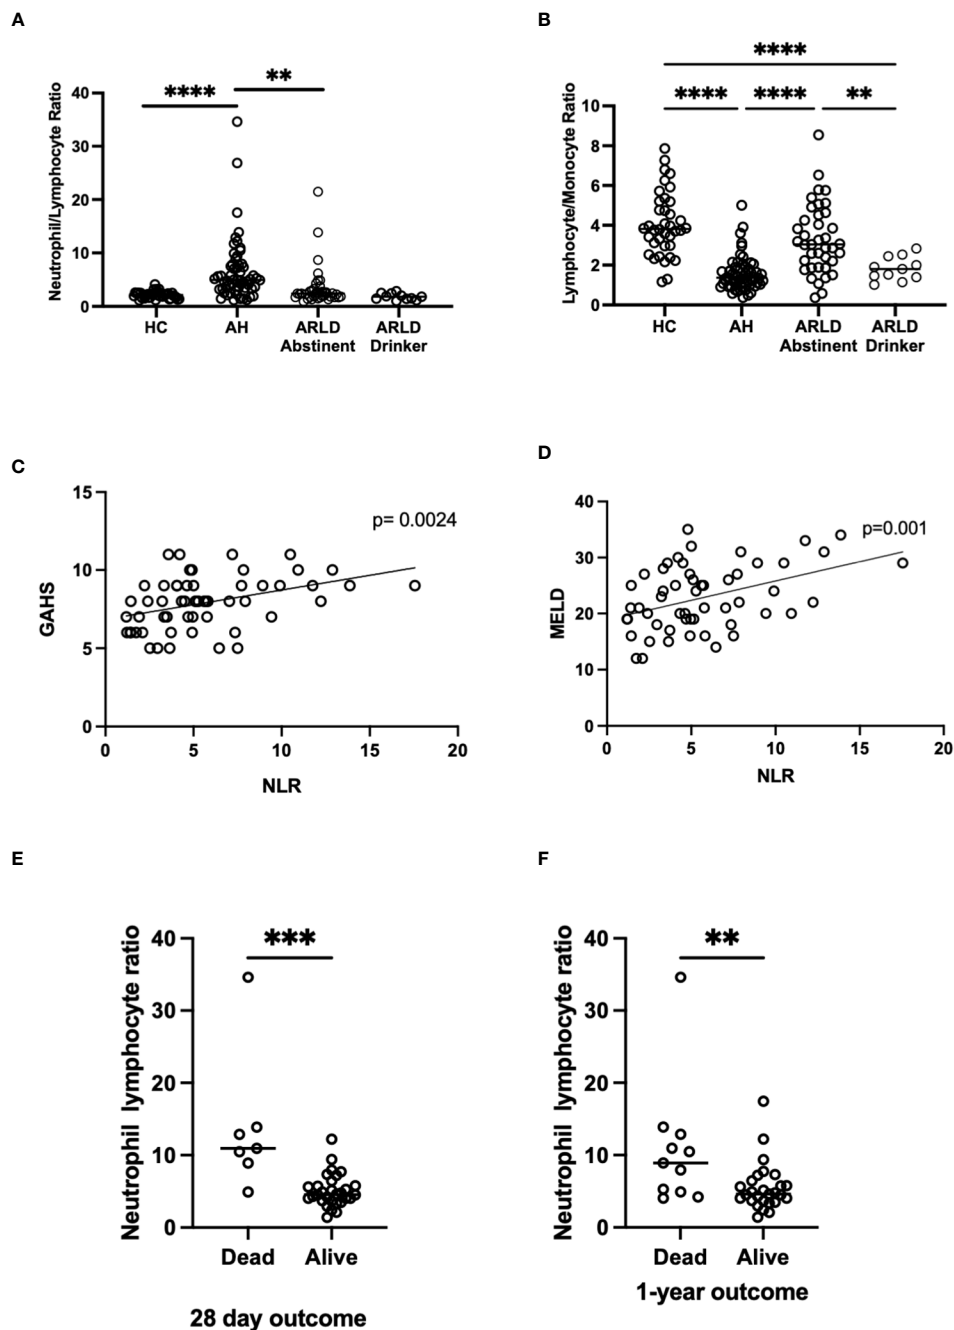 A
Neutrophil/Lymphocyte Ratio
****
**
40
30
20
10
0
HC
AH
ARLD
Abstinent
ARLD
Drinker
B
Lymphocyte/Monocyte Ratio
****
****
****
**
10
8
6
4
2
0
HC
AH
ARLD
Abstinent
ARLD
Drinker
C
GAHS
15
10
5
0
p= 0.0024
0
5
10
15
20
NLR
D
MELD
40
30
20
10
0
p=0.001
0
5
10
15
20
NLR
E
Neutrophil lymphocyte ratio
***
40
30
20
10
0
Dead
Alive
28 day outcome
F
Neutrophil lymphocyte ratio
**
40
30
20
10
0
Dead
Alive
1-year outcome